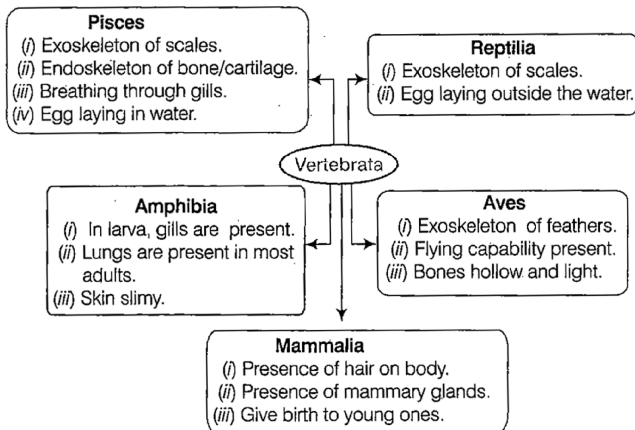 Pisces
(i) Exoskeleton of scales.
(ii) Endoskeleton of bone/cartilage.
(iii) Breathing through gills.
(iv) Egg laying in water.
Reptilia
(i) Exoskeleton of scales.
(ii) Egg laying outside the water.
Vertebrata
Amphibia
(i) In larva, gills are present.
(ii) Lungs are present in most
adults.
(iii) Skin slimy.
Aves
(i) Exoskeleton of feathers.
(ii) Flying capability present.
(iii) Bones hollow and light.
Mammalia
(i) Presence of hair on body.
(ii) Presence of mammary glands.
(iii) Give birth to young ones.